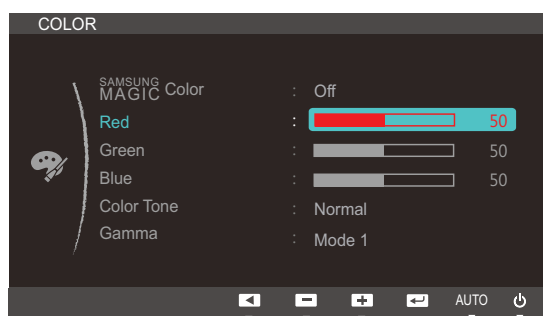 COLOR
SAMSUNG MAGIC Color : Off
Red : 50
Green : 50
Blue : 50
Color Tone : Normal
Gamma : Mode 1
AUTO